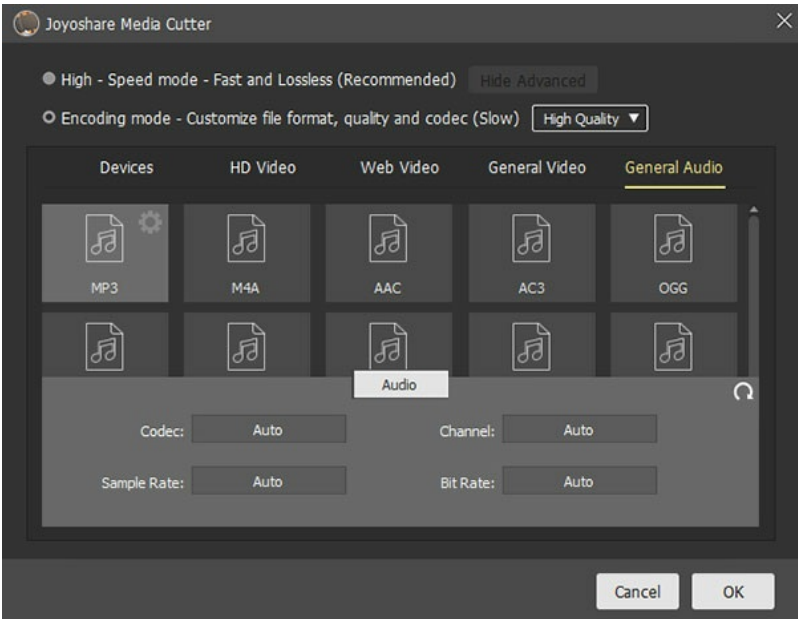 Joyoshare Media Cutter
High - Speed mode - Fast and Lossless (Recommended) Hide Advanced
Encoding mode - Customize file format, quality and codec (Slow) High Quality ▼
Devices HD Video Web Video General Video General Audio
MP3 M4A AAC AC3 OGG
Audio
Codec: Auto Channel: Auto
Sample Rate: Auto Bit Rate: Auto
Cancel OK